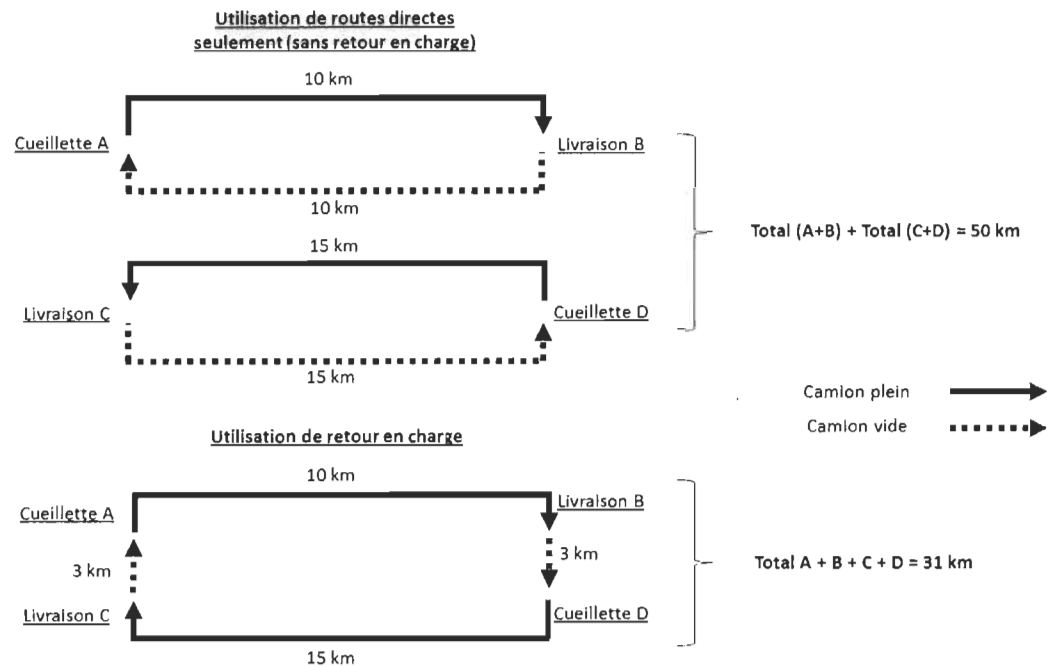 Utilisation de routes directes
seulement (sans retour en charge)
10 km
Cueillette A
Livraison B
10 km
Total (A+B) + Total (C+D) = 50 km
15 km
Livraison C
Cueillette D
15 km
Camion plein
Camion vide
Utilisation de retour en charge
10 km
Cueillette A
Livraison B
3 km
3 km
Total A + B + C + D = 31 km
Livraison C
Cueillette D
15 km